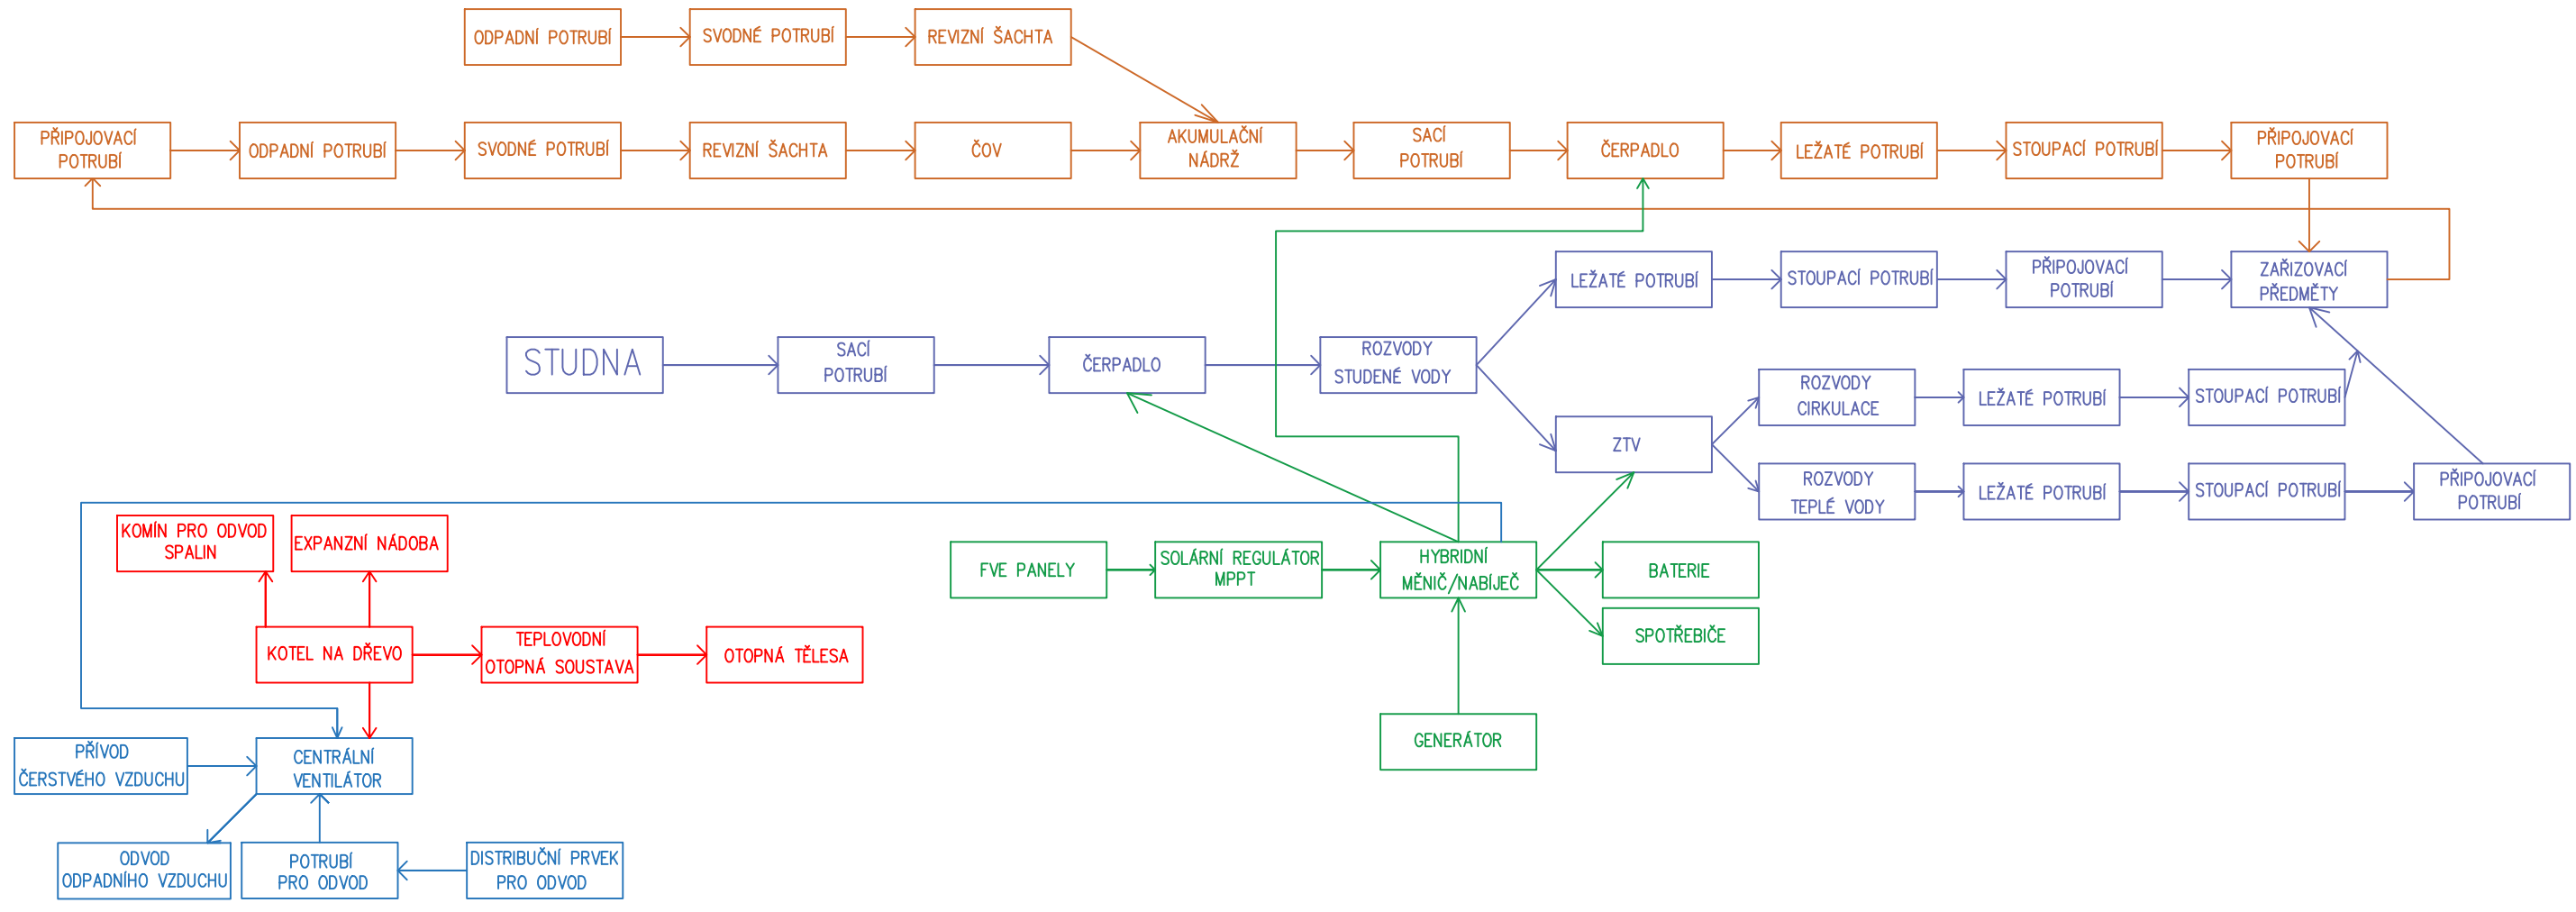 ODPADNÍ POTRUBÍ
SVODNÉ POTRUBÍ
REVIZNÍ ŠACHTA
PŘIPOJOVACÍ
POTRUBÍ
ODPADNÍ POTRUBÍ
SVODNÉ POTRUBÍ
REVIZNÍ ŠACHTA
ČOV
AKUMULAČNÍ
NÁDRŽ
SACÍ
POTRUBÍ
ČERPADLO
LEŽATÉ POTRUBÍ
STOUPACÍ POTRUBÍ
PŘIPOJOVACÍ
POTRUBÍ
LEŽATÉ POTRUBÍ
STOUPACÍ POTRUBÍ
PŘIPOJOVACÍ
POTRUBÍ
ZAŘIZOVACÍ
PŘEDMĚTY
STUDNA
SACÍ
POTRUBÍ
ČERPADLO
ROZVODY
STUDENÉ VODY
ZTV
ROZVODY
CIRKULACE
LEŽATÉ POTRUBÍ
STOUPACÍ POTRUBÍ
ROZVODY
TEPLÉ VODY
LEŽATÉ POTRUBÍ
STOUPACÍ POTRUBÍ
PŘIPOJOVACÍ
POTRUBÍ
KOMÍN PRO ODVOD
SPALIN
EXPANZNÍ NÁDOBA
FVE PANELY
SOLÁRNÍ REGULÁTOR
MPPT
HYBRIDNÍ
MĚNIČ/NABÍJEČ
BATERIE
SPOTŘEBIČE
KOTEL NA DŘEVO
TEPLOVODNÍ
OTOPNÁ SOUSTAVA
OTOPNÁ TĚLESA
GENERÁTOR
PŘÍVOD
ČERSTVÉHO VZDUCHU
CENTRÁLNÍ
VENTILÁTOR
ODVOD
ODPADNÍHO VZDUCHU
POTRUBÍ
PRO ODVOD
DISTRIBUČNÍ PRVEK
PRO ODVOD